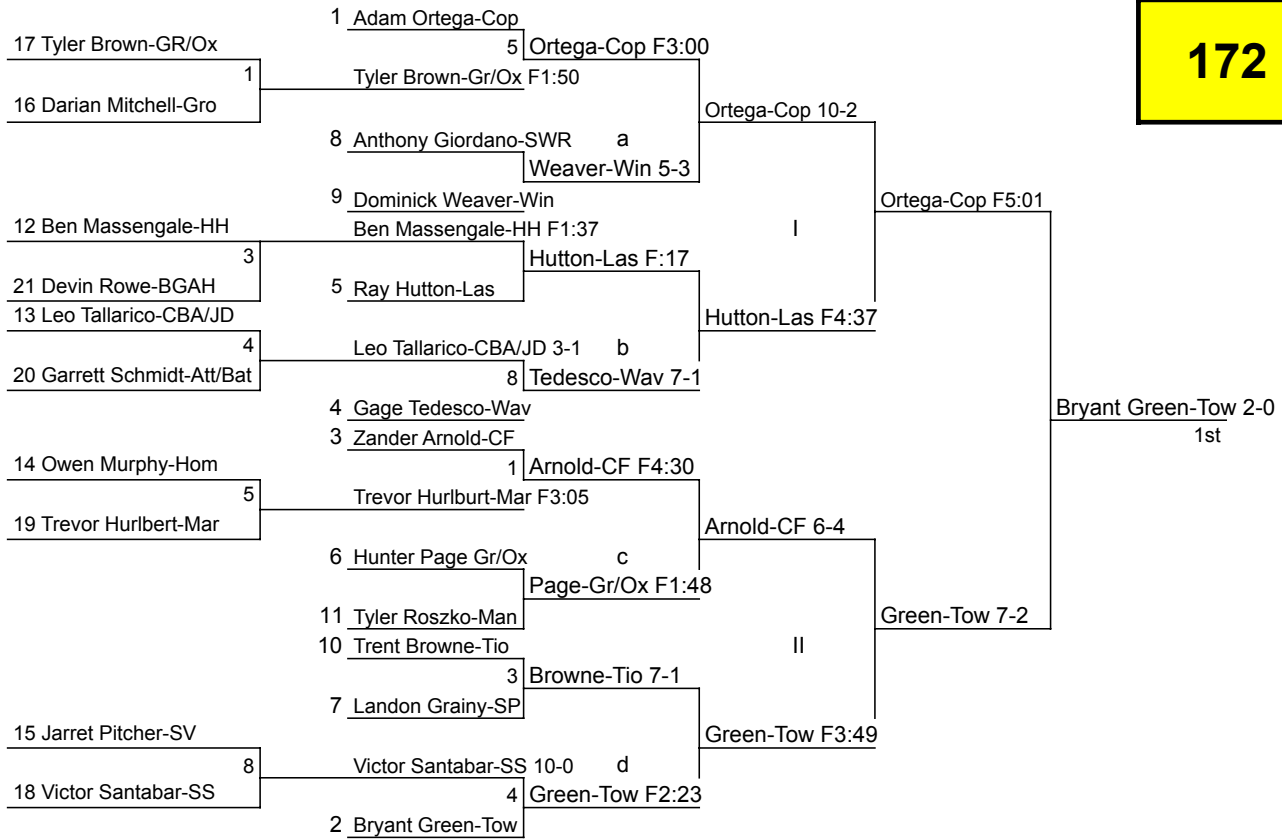 172
1 Adam Ortega-Cop
17 Tyler Brown-GR/Ox
5 Ortega-Cop F3:00
1 Tyler Brown-Gr/Ox F1:50
16 Darian Mitchell-Gro
Ortega-Cop 10-2
8 Anthony Giordano-SWR a
Weaver-Win 5-3
9 Dominick Weaver-Win
Ortega-Cop F5:01
12 Ben Massengale-HH
Ben Massengale-HH F1:37
I
3
Hutton-Las F:17
21 Devin Rowe-BGAH
5 Ray Hutton-Las
13 Leo Tallarico-CBA/JD
Hutton-Las F4:37
4
Leo Tallarico-CBA/JD 3-1 b
20 Garrett Schmidt-Att/Bat
8 Tedesco-Wav 7-1
4 Gage Tedesco-Wav
Bryant Green-Tow 2-0
1st
3 Zander Arnold-CF
14 Owen Murphy-Hom
1 Arnold-CF F4:30
5
Trevor Hurlburt-Mar F3:05
19 Trevor Hurlbert-Mar
Arnold-CF 6-4
6 Hunter Page Gr/Ox c
Page-Gr/Ox F1:48
11 Tyler Roszko-Man
Green-Tow 7-2
10 Trent Browne-Tio
II
3 Browne-Tio 7-1
7 Landon Grainy-SP
15 Jarret Pitcher-SV
Green-Tow F3:49
8
Victor Santabar-SS 10-0 d
18 Victor Santabar-SS
4 Green-Tow F2:23
2 Bryant Green-Tow